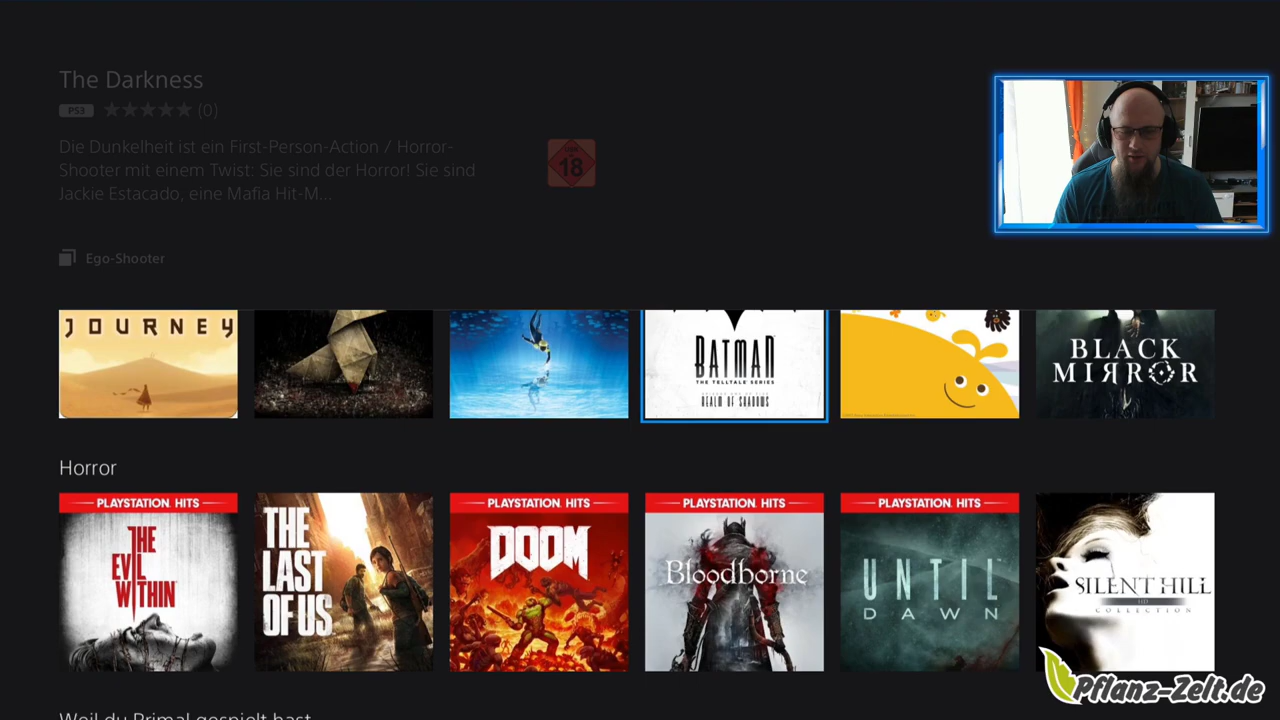 The Darkness
PS3 ★★★★★ (0)
Die Dunkelheit ist ein First-Person-Action / Horror-
Shooter mit einem Twist: Sie sind der Horror! Sie sind
Jackie Estacado, eine Mafia Hit-M...
USK
18
Ego-Shooter
JOURNEY
BATMAN
THE TELLTALE SERIES
REALM OF SHADOWS
BLACK
MIRROR
Horror
PLAYSTATION HITS
THE
EVIL
WITHIN
THE
LAST
OF US
PLAYSTATION HITS
DOOM
PLAYSTATION HITS
Bloodborne
PLAYSTATION HITS
UNTIL
DAWN
SILENT HILL
HD
COLLECTION
Weil du Primal gespielt hast
Pflanz-Zelt.de